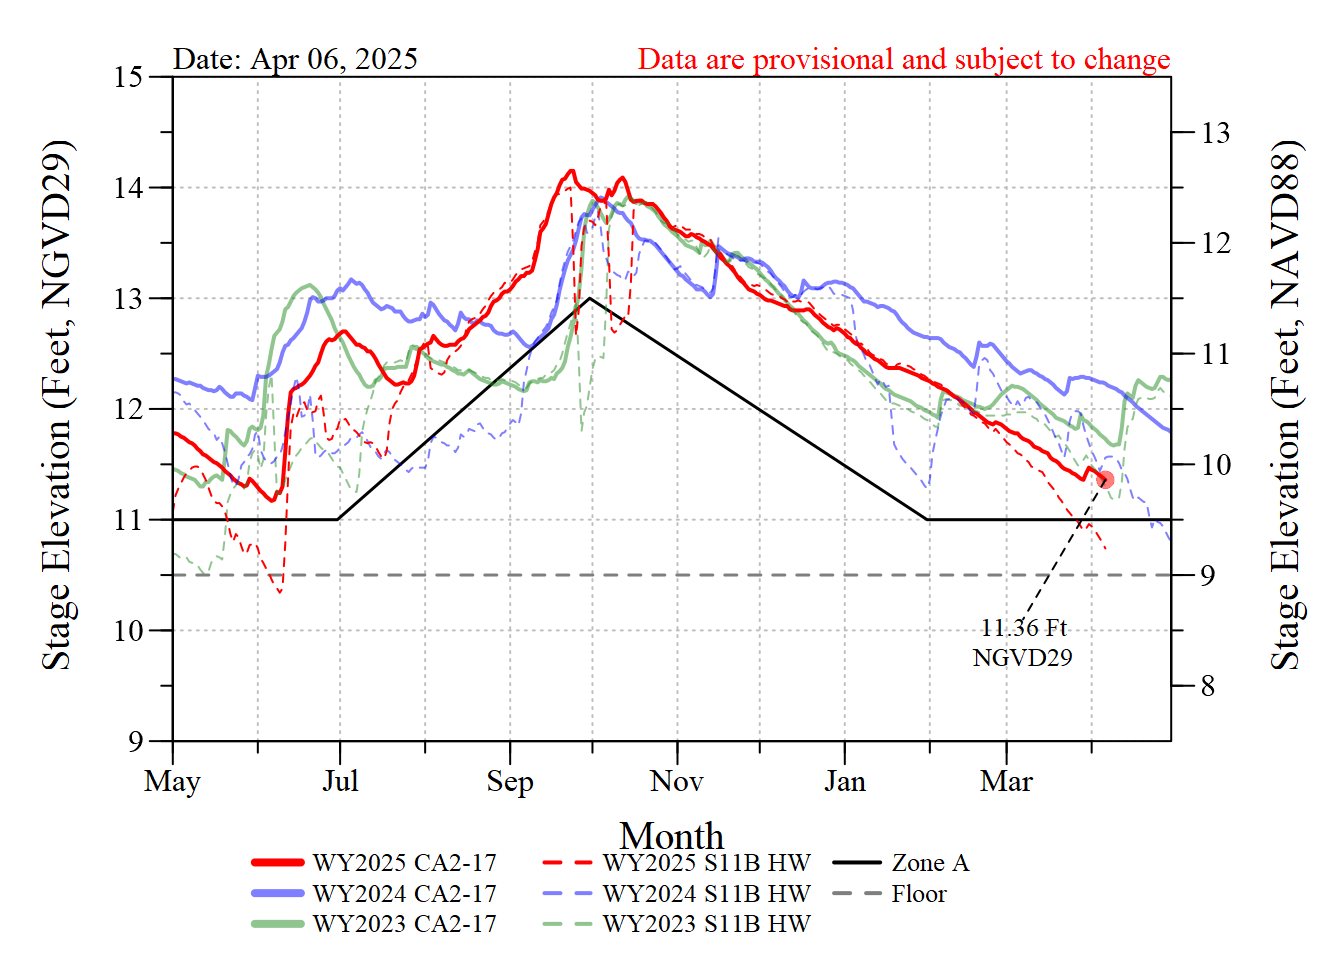 Date: Apr 06, 2025
Data are provisional and subject to change
15
14
13
12
11
10
9
Stage Elevation (Feet, NGVD29)
13
12
11
10
9
8
Stage Elevation (Feet, NAVD88)
11.36 Ft
NGVD29
May Jul Sep Nov Jan Mar
Month
WY2025 CA2-17 WY2025 S11B HW Zone A
WY2024 CA2-17 WY2024 S11B HW Floor
WY2023 CA2-17 WY2023 S11B HW